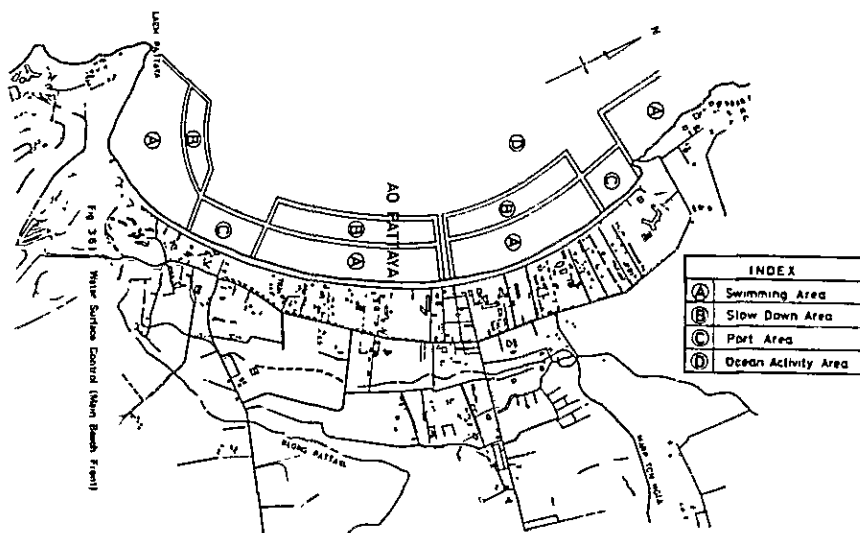 LAEM PATTAYA
N
A
B
A
D
C
A
B
C
B
A
AO PATTAYA
KLONG PATTAYA
INDEX
A Swimming Area
B Slow Down Area
C Port Area
D Ocean Activity Area
Fig 3.6.1 Water Surface Control (Main Beach Front)